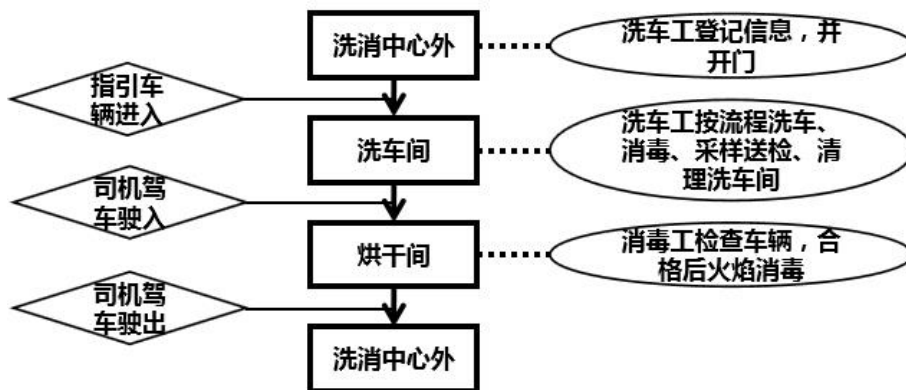 洗消中心外
洗车工登记信息，并
开门
指引车
辆进入
洗车间
洗车工按流程洗车、
消毒、采样送检、清
理洗车间
司机驾
车驶入
烘干间
消毒工检查车辆，合
格后火焰消毒
司机驾
车驶出
洗消中心外